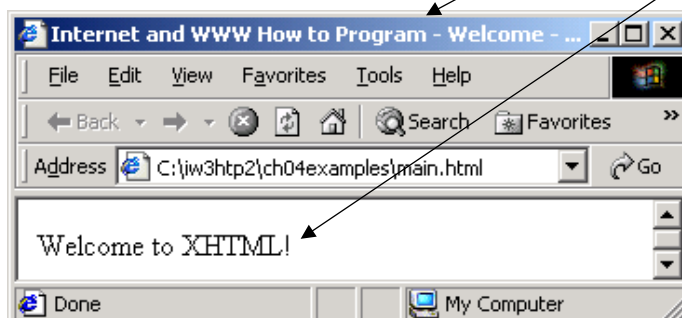 Internet and WWW How to Program - Welcome - ...
File Edit View Favorites Tools Help
Back Search Favorites »
Address C:\iw3htp2\ch04examples\main.html Go
Welcome to XHTML!
Done My Computer